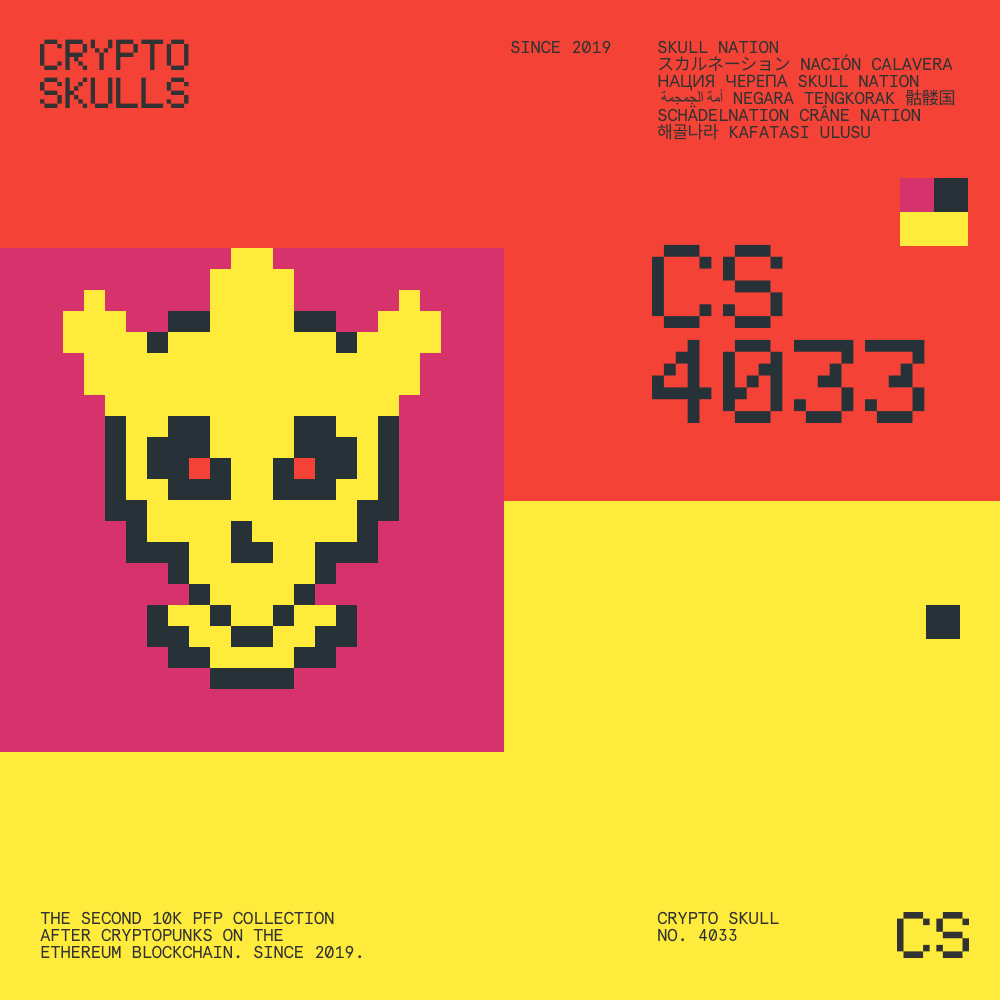 CRYPTO
SKULLS
SINCE 2019
SKULL NATION
スカルネーション NACIÓN CALAVERA
НАЦИЯ ЧЕРЕПА SKULL NATION
أمة الجمجمة NEGARA TENGKORAK 骷髅国
SCHÄDELNATION CRÂNE NATION
해골나라 KAFATASI ULUSU
CS
4033
THE SECOND 10K PFP COLLECTION
AFTER CRYPTOPUNKS ON THE
ETHEREUM BLOCKCHAIN. SINCE 2019.
CRYPTO SKULL
NO. 4033
CS